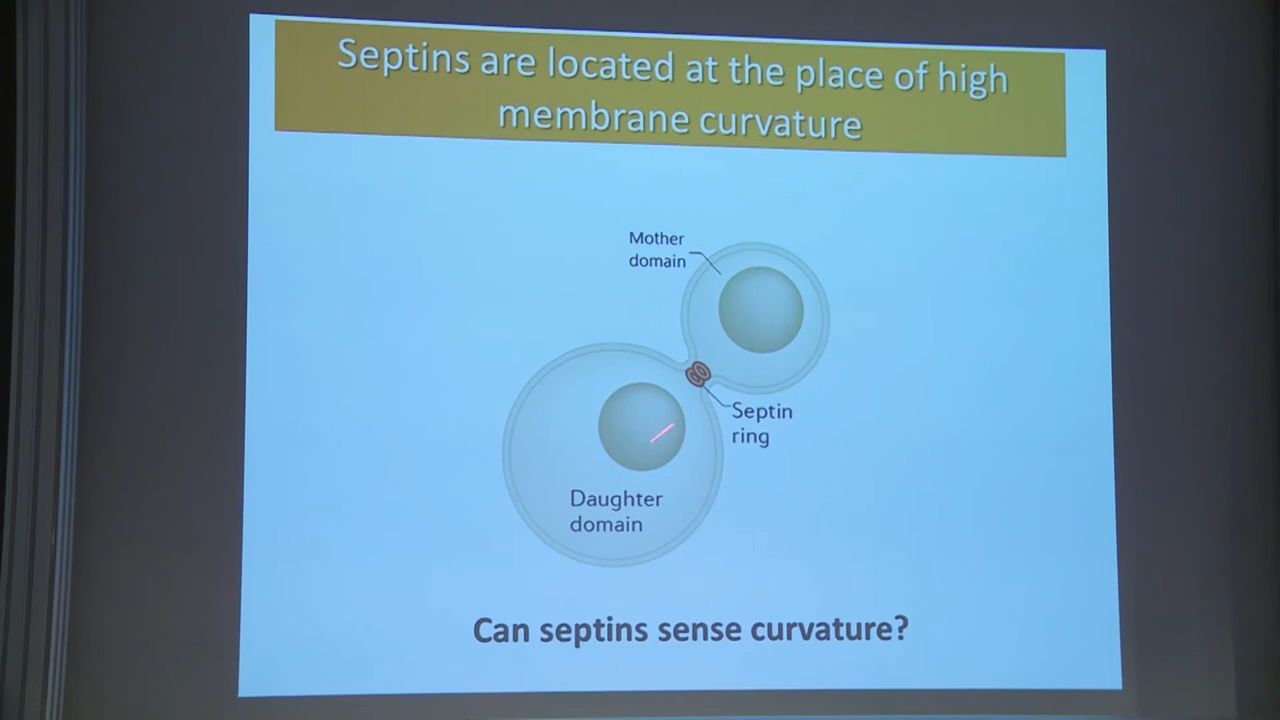 Septins are located at the place of high
membrane curvature
Mother
domain
Septin
ring
Daughter
domain
Can septins sense curvature?